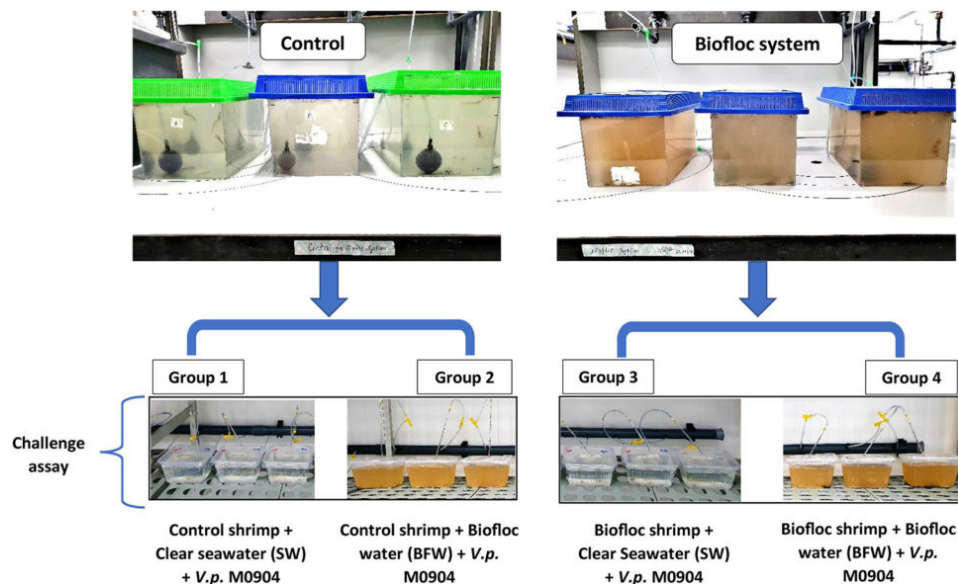 Control
Biofloc system
Group 1
Group 2
Group 3
Group 4
Challenge
assay
Control shrimp +
Clear seawater (SW)
+ V.p. M0904
Control shrimp + Biofloc
water (BFW) + V.p.
M0904
Biofloc shrimp +
Clear Seawater (SW)
+ V.p. M0904
Biofloc shrimp + Biofloc
water (BFW) + V.p.
M0904